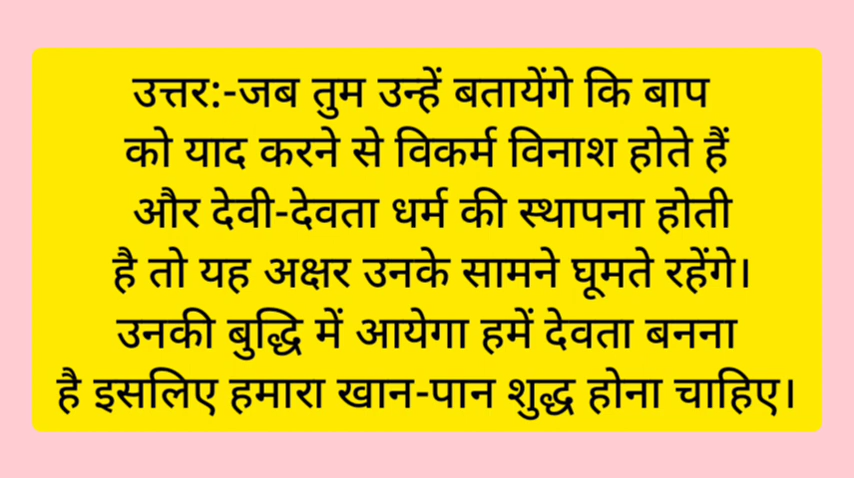 उत्तर:-जब तुम उन्हें बतायेंगे कि बाप
को याद करने से विकर्म विनाश होते हैं
और देवी-देवता धर्म की स्थापना होती
है तो यह अक्षर उनके सामने घूमते रहेंगे।
उनकी बुद्धि में आयेगा हमें देवता बनना
है इसलिए हमारा खान-पान शुद्ध होना चाहिए।